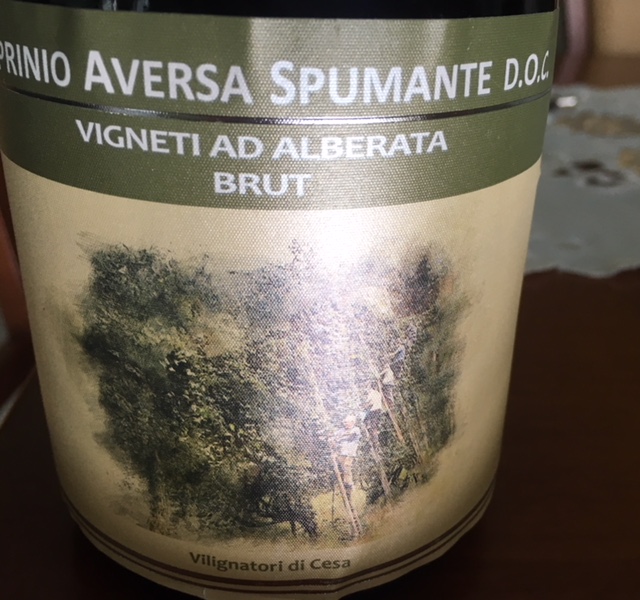 PRINIO AVERSA SPUMANTE D.O.C.
VIGNETI AD ALBERATA
BRUT
Vilignatori di Cesa